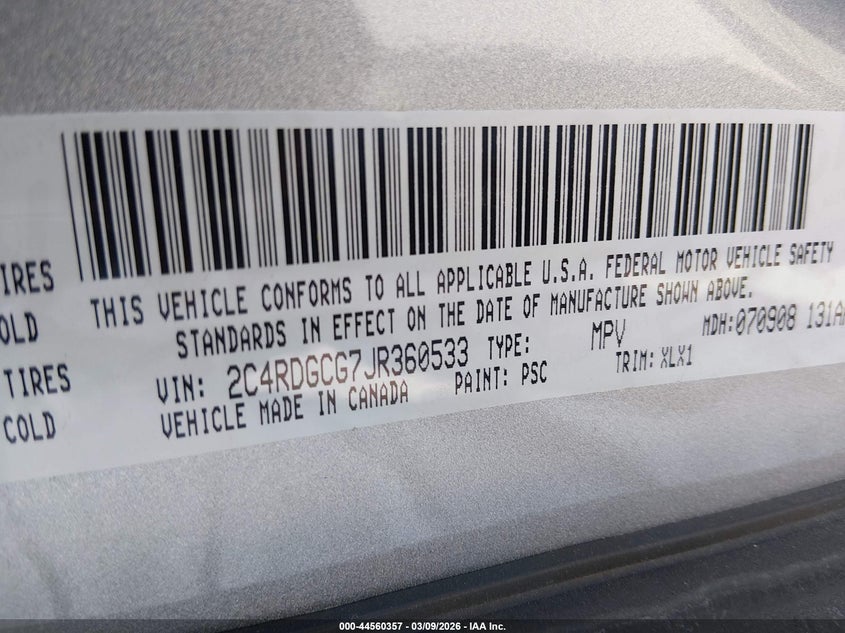 TIRES
OLD
TIRES
COLD
THIS VEHICLE CONFORMS TO ALL APPLICABLE U.S.A. FEDERAL MOTOR VEHICLE SAFETY
STANDARDS IN EFFECT ON THE DATE OF MANUFACTURE SHOWN ABOVE.
VIN: 2C4RDGCG7JR360533 TYPE: MPV MDH:070908 131A
VEHICLE MADE IN CANADA PAINT: PSC TRIM: XLX1
000-44560357 - 03/09/2026 - IAA Inc.